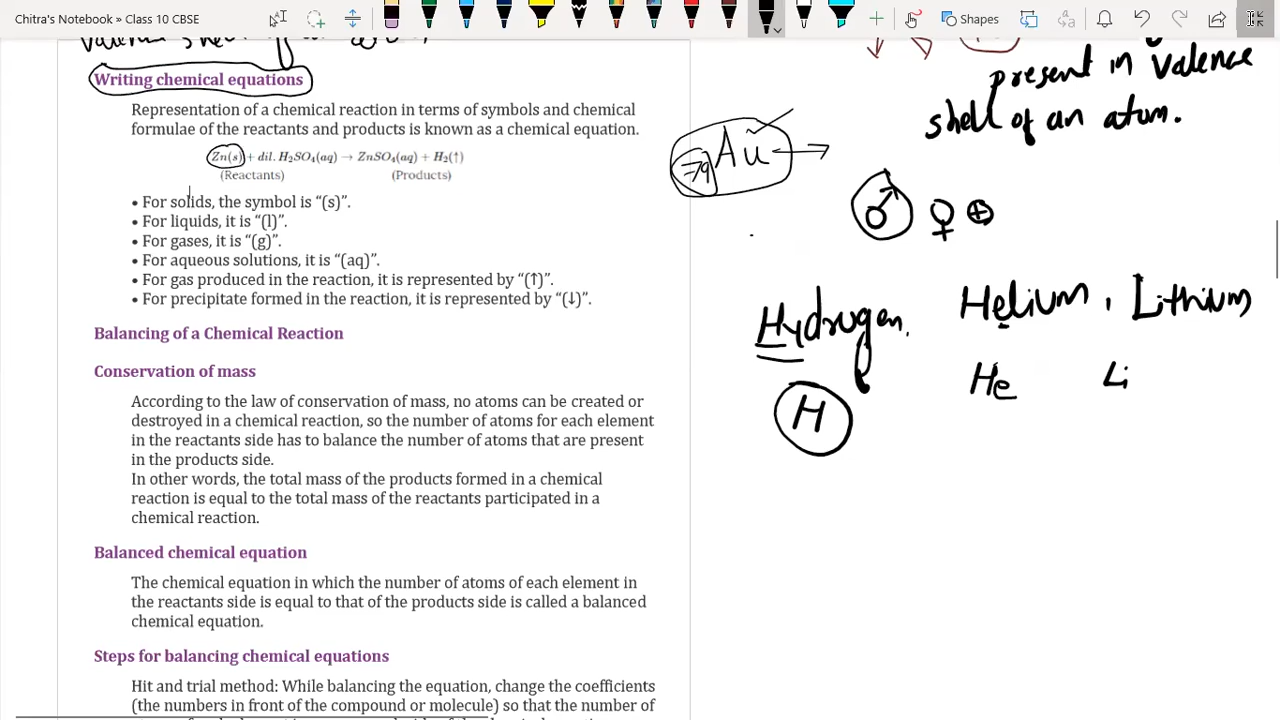 Chitra's Notebook » Class 10 CBSE
Shapes
Writing chemical equations
Representation of a chemical reaction in terms of symbols and chemical
formulae of the reactants and products is known as a chemical equation.
Zn(s) + dil. H₂SO₄(aq) → ZnSO₄(aq) + H₂(↑)
(Reactants) (Products)
• For solids, the symbol is “(s)”.
• For liquids, it is “(l)”.
• For gases, it is “(g)”.
• For aqueous solutions, it is “(aq)”.
• For gas produced in the reaction, it is represented by “(↑)”.
• For precipitate formed in the reaction, it is represented by “(↓)”.
Balancing of a Chemical Reaction
Conservation of mass
According to the law of conservation of mass, no atoms can be created or
destroyed in a chemical reaction, so the number of atoms for each element
in the reactants side has to balance the number of atoms that are present
in the products side.
In other words, the total mass of the products formed in a chemical
reaction is equal to the total mass of the reactants participated in a
chemical reaction.
Balanced chemical equation
The chemical equation in which the number of atoms of each element in
the reactants side is equal to that of the products side is called a balanced
chemical equation.
Steps for balancing chemical equations
Hit and trial method: While balancing the equation, change the coefficients
(the numbers in front of the compound or molecule) so that the number of
present in valence
shell of an atom.
79 Au →
♂ ♀ ⊕
Hydrogen. Helium, Lithium
H He Li